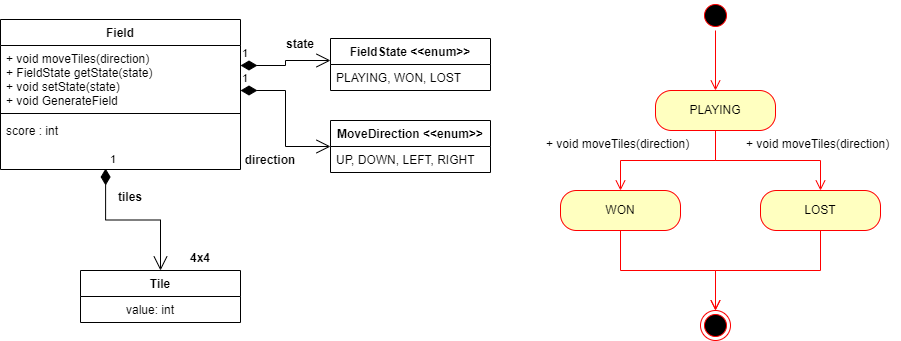 Field
+ void moveTiles(direction)
+ FieldState getState(state)
+ void setState(state)
+ void GenerateField
score : int
1
state
1
FieldState <<enum>>
PLAYING, WON, LOST
MoveDirection <<enum>>
UP, DOWN, LEFT, RIGHT
direction
1
tiles
4x4
Tile
value: int
PLAYING
+ void moveTiles(direction)
+ void moveTiles(direction)
WON
LOST